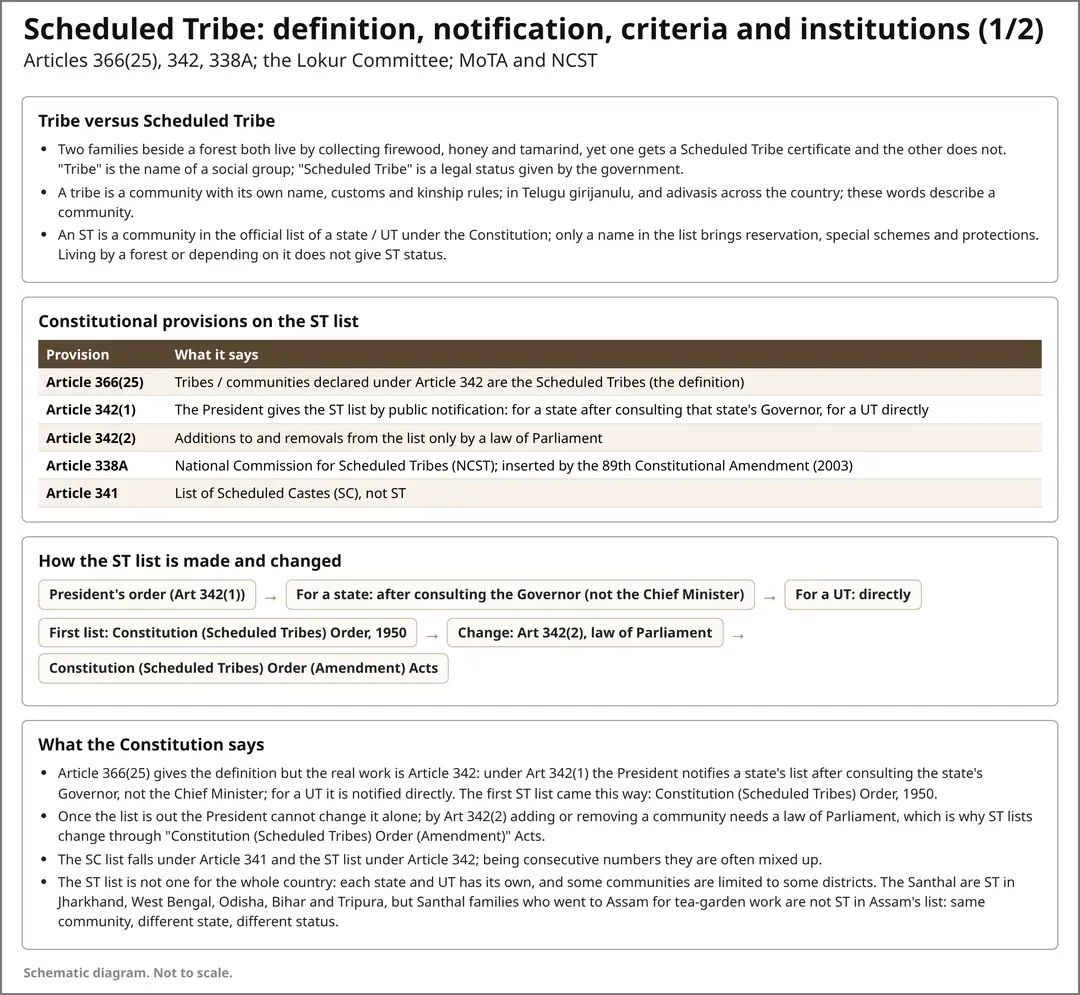 Scheduled Tribe: definition, notification, criteria and institutions (1/2)
Articles 366(25), 342, 338A; the Lokur Committee; MoTA and NCST
Tribe versus Scheduled Tribe
• Two families beside a forest both live by collecting firewood, honey and tamarind, yet one gets a Scheduled Tribe certificate and the other does not.
"Tribe" is the name of a social group; "Scheduled Tribe" is a legal status given by the government.
• A tribe is a community with its own name, customs and kinship rules; in Telugu girijanulu, and adivasis across the country; these words describe a
community.
• An ST is a community in the official list of a state / UT under the Constitution; only a name in the list brings reservation, special schemes and protections.
Living by a forest or depending on it does not give ST status.
Constitutional provisions on the ST list
Provision What it says
Article 366(25) Tribes / communities declared under Article 342 are the Scheduled Tribes (the definition)
Article 342(1) The President gives the ST list by public notification: for a state after consulting that state's Governor, for a UT directly
Article 342(2) Additions to and removals from the list only by a law of Parliament
Article 338A National Commission for Scheduled Tribes (NCST); inserted by the 89th Constitutional Amendment (2003)
Article 341 List of Scheduled Castes (SC), not ST
How the ST list is made and changed
President's order (Art 342(1)) → For a state: after consulting the Governor (not the Chief Minister) → For a UT: directly
First list: Constitution (Scheduled Tribes) Order, 1950 → Change: Art 342(2), law of Parliament →
Constitution (Scheduled Tribes) Order (Amendment) Acts
What the Constitution says
• Article 366(25) gives the definition but the real work is Article 342: under Art 342(1) the President notifies a state's list after consulting the state's
Governor, not the Chief Minister; for a UT it is notified directly. The first ST list came this way: Constitution (Scheduled Tribes) Order, 1950.
• Once the list is out the President cannot change it alone; by Art 342(2) adding or removing a community needs a law of Parliament, which is why ST lists
change through "Constitution (Scheduled Tribes) Order (Amendment)" Acts.
• The SC list falls under Article 341 and the ST list under Article 342; being consecutive numbers they are often mixed up.
• The ST list is not one for the whole country: each state and UT has its own, and some communities are limited to some districts. The Santhal are ST in
Jharkhand, West Bengal, Odisha, Bihar and Tripura, but Santhal families who went to Assam for tea-garden work are not ST in Assam's list: same
community, different state, different status.
Schematic diagram. Not to scale.